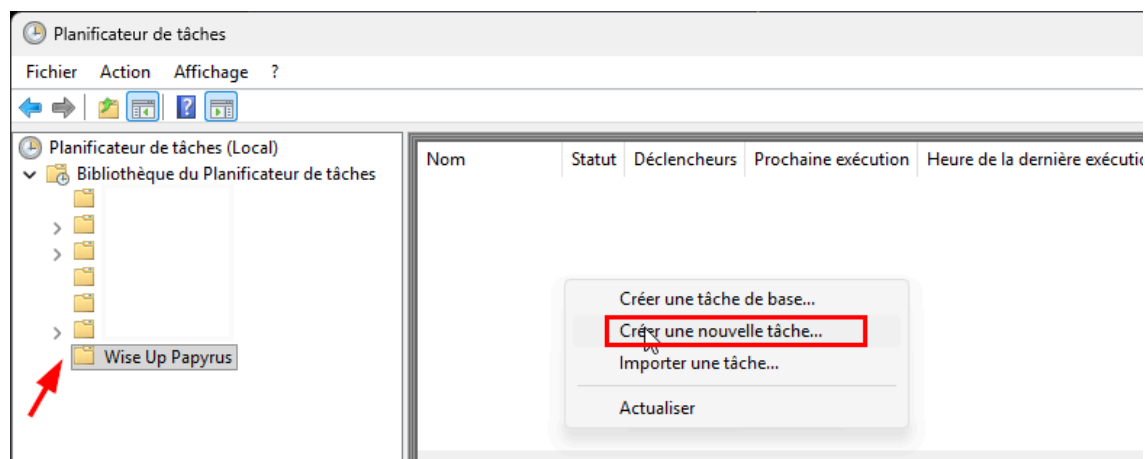 Planificateur de tâches
Fichier Action Affichage ?
Planificateur de tâches (Local)
Bibliothèque du Planificateur de tâches
Wise Up Papyrus
Nom Statut Déclencheurs Prochaine exécution Heure de la dernière exécutio
Créer une tâche de base...
Créer une nouvelle tâche...
Importer une tâche...
Actualiser